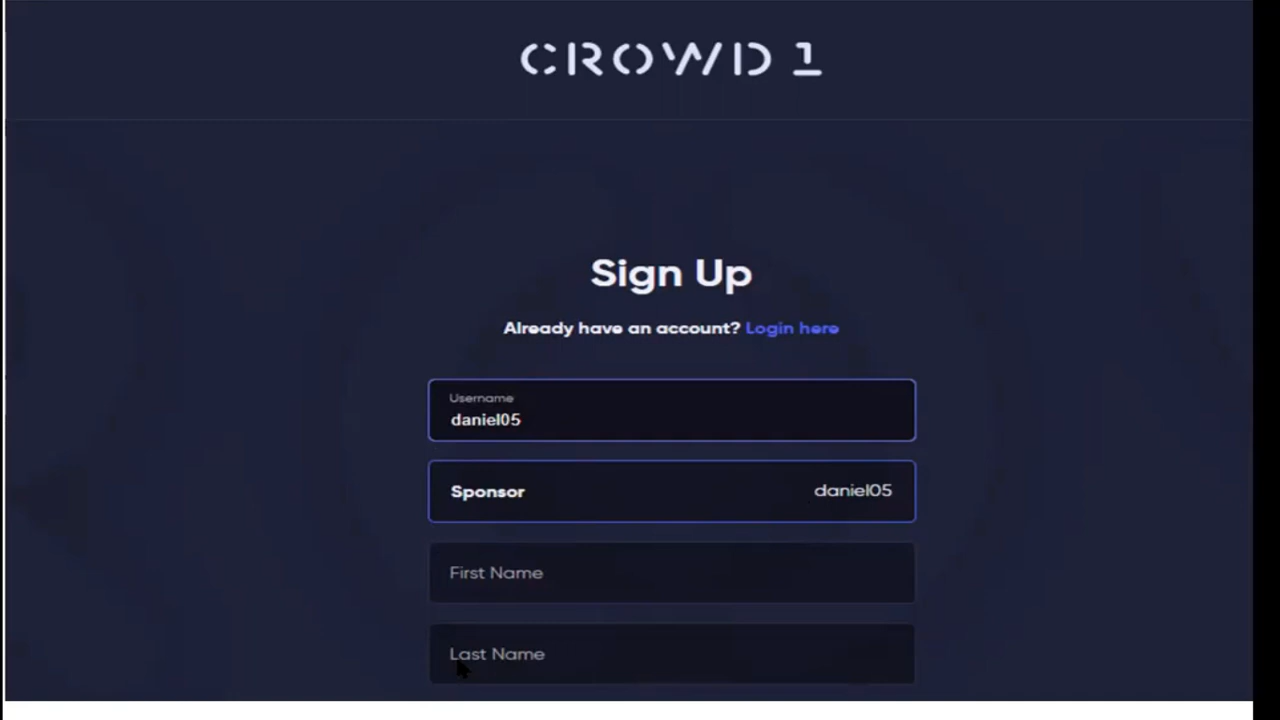 CROWD 1
Sign Up
Already have an account? Login here
Username
daniel05
Sponsor daniel05
First Name
Last Name